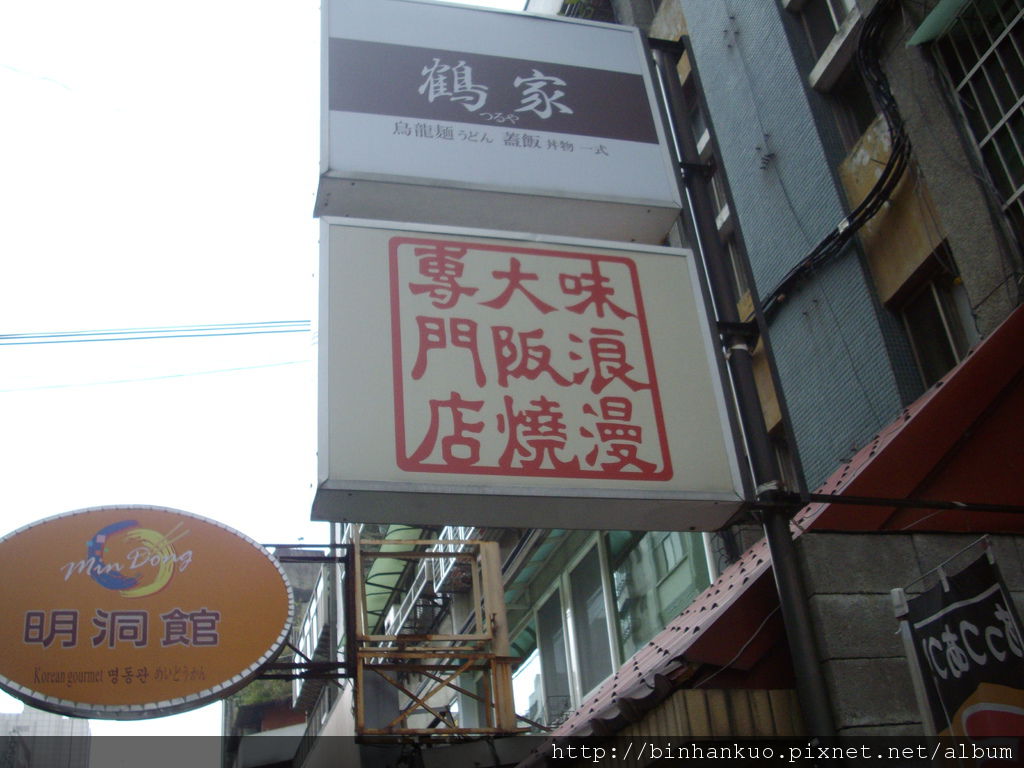 鶴家
つるや
烏龍麺 うどん 蓋飯 丼物 一式
味浪漫
大阪燒
專門店
Min Dong
明洞館
Korean gourmet 명동관 めいどうかん
http://binhankuo.pixnet.net/album